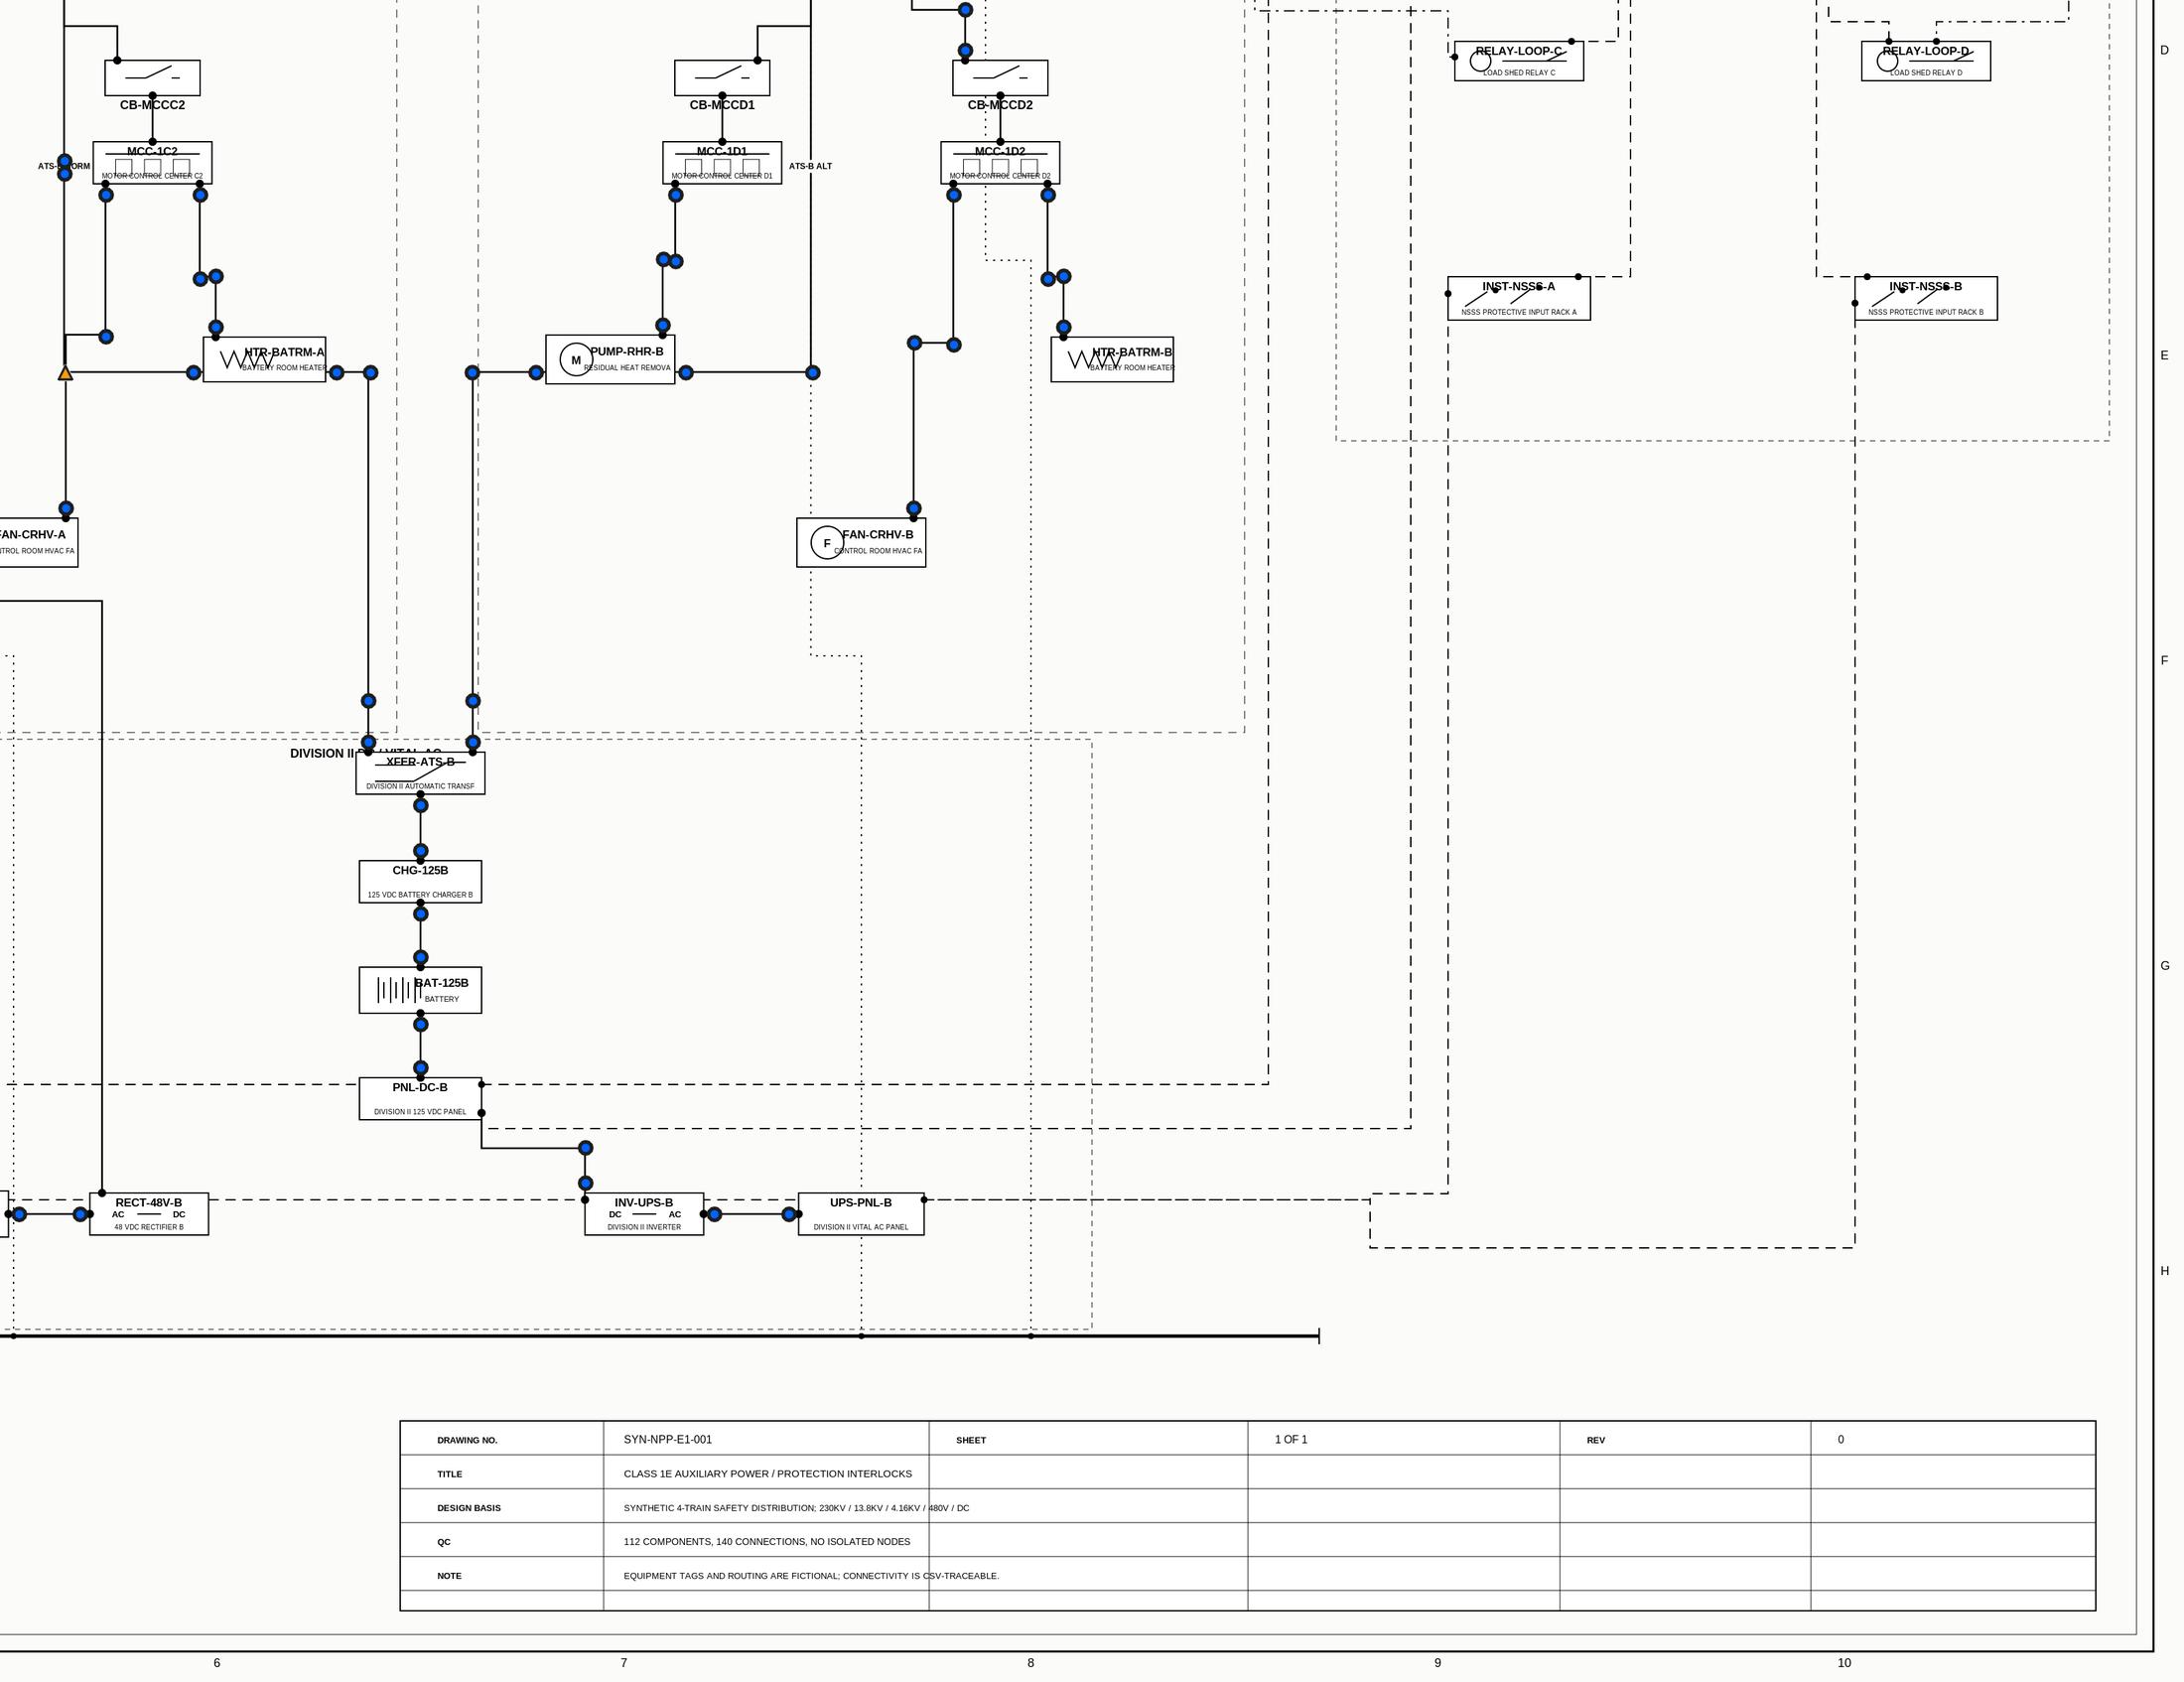 D
RELAY-LOOP-C
LOAD SHED RELAY C
RELAY-LOOP-D
LOAD SHED RELAY D
CB-MCCC2
CB-MCCD1
CB-MCCD2
MCC-1C2
MOTOR CONTROL CENTER C2
MCC-1D1
MOTOR CONTROL CENTER D1
ATS-B ALT
MCC-1D2
MOTOR CONTROL CENTER D2
INST-NSSS-A
NSSS PROTECTIVE INPUT RACK A
INST-NSSS-B
NSSS PROTECTIVE INPUT RACK B
HTR-BATRM-A
BATTERY ROOM HEATER
M
PUMP-RHR-B
RESIDUAL HEAT REMOVA
HTR-BATRM-B
BATTERY ROOM HEATER
E
FAN-CRHV-A
NTROL ROOM HVAC FA
F
FAN-CRHV-B
CONTROL ROOM HVAC FA
F
DIVISION II DC / VITAL AC
XFER-ATS-B
DIVISION II AUTOMATIC TRANSF
CHG-125B
125 VDC BATTERY CHARGER B
BAT-125B
BATTERY
G
PNL-DC-B
DIVISION II 125 VDC PANEL
RECT-48V-B
AC DC
48 VDC RECTIFIER B
INV-UPS-B
DC AC
DIVISION II INVERTER
UPS-PNL-B
DIVISION II VITAL AC PANEL
H
DRAWING NO. SYN-NPP-E1-001 SHEET 1 OF 1 REV 0
TITLE CLASS 1E AUXILIARY POWER / PROTECTION INTERLOCKS
DESIGN BASIS SYNTHETIC 4-TRAIN SAFETY DISTRIBUTION; 230KV / 13.8KV / 4.16KV / 480V / DC
QC 112 COMPONENTS, 140 CONNECTIONS, NO ISOLATED NODES
NOTE EQUIPMENT TAGS AND ROUTING ARE FICTIONAL; CONNECTIVITY IS CSV-TRACEABLE.
6 7 8 9 10